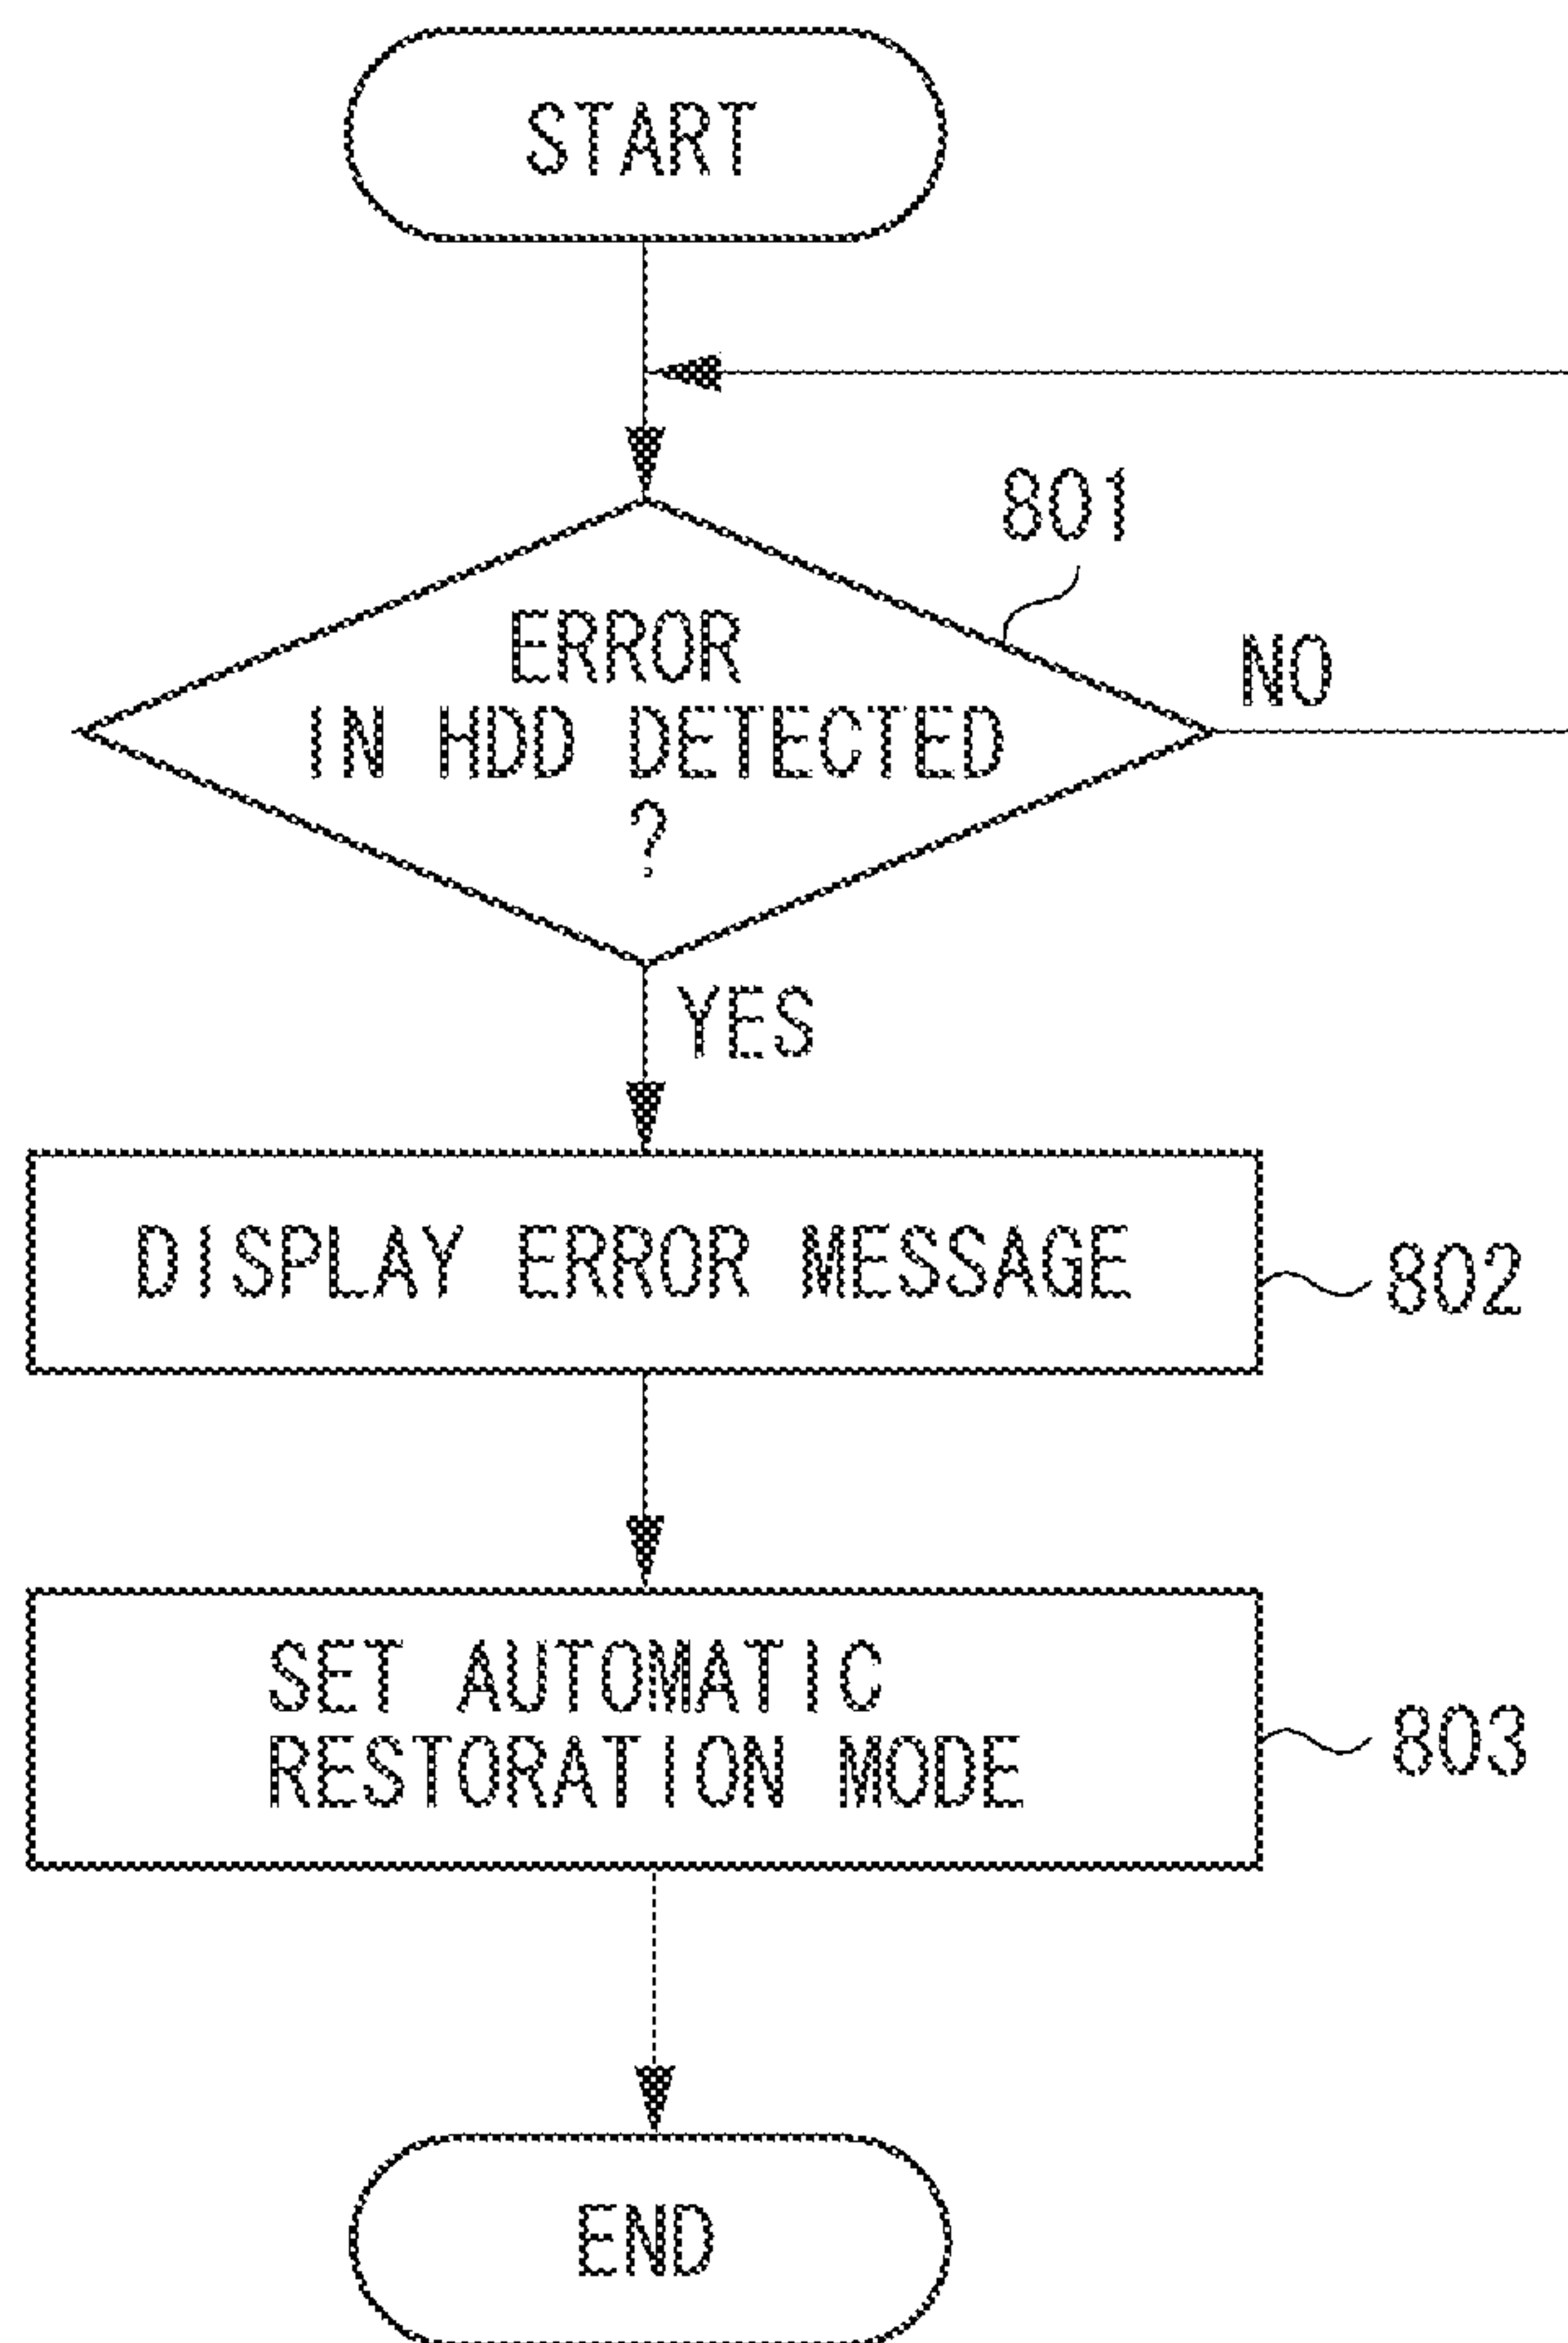 START
801
ERROR
IN HDD DETECTED
?
NO
YES
DISPLAY ERROR MESSAGE
802
SET AUTOMATIC
RESTORATION MODE
803
END